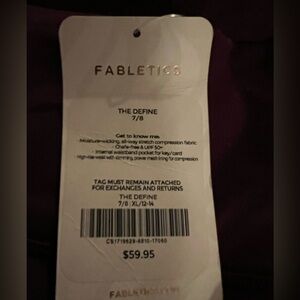 FABLETICS
THE DEFINE
7/8
Get to know me:
· Moisture-wicking, all-way stretch compression fabric
· Chafe-free & UPF 50+
· Internal waistband pocket for key/card
High-rise waist with slimming, power mesh lining for compression
TAG MUST REMAIN ATTACHED
FOR EXCHANGES AND RETURNS
THE DEFINE
7/8 | XL/12-14
$59.95
FABLETICS